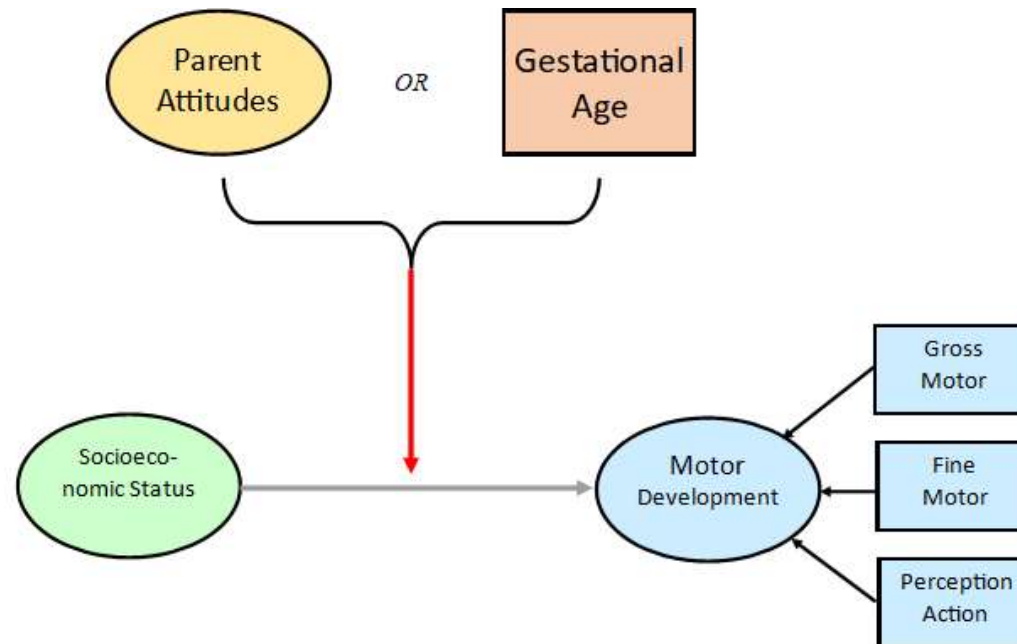 Parent
Attitudes
OR
Gestational
Age
Socioeco-
nomic Status
Motor
Development
Gross
Motor
Fine
Motor
Perception
Action